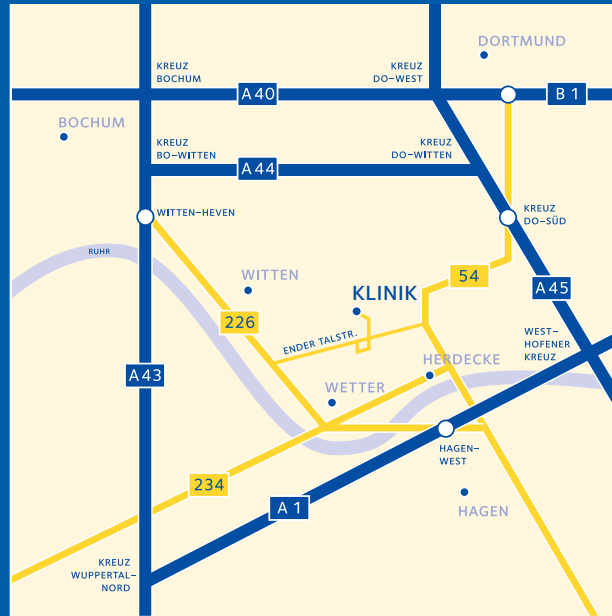 DORTMUND
KREUZ
BOCHUM
KREUZ
DO-WEST
A 40
B 1
BOCHUM
KREUZ
BO-WITTEN
KREUZ
DO-WITTEN
A 44
WITTEN-HEVEN
KREUZ
DO-SÜD
RUHR
WITTEN
54
KLINIK
A 45
226
ENDER TALSTR.
WEST-
HOFENER
KREUZ
HERDECKE
A 43
WETTER
HAGEN-
WEST
234
A 1
HAGEN
KREUZ
WUPPERTAL-
NORD